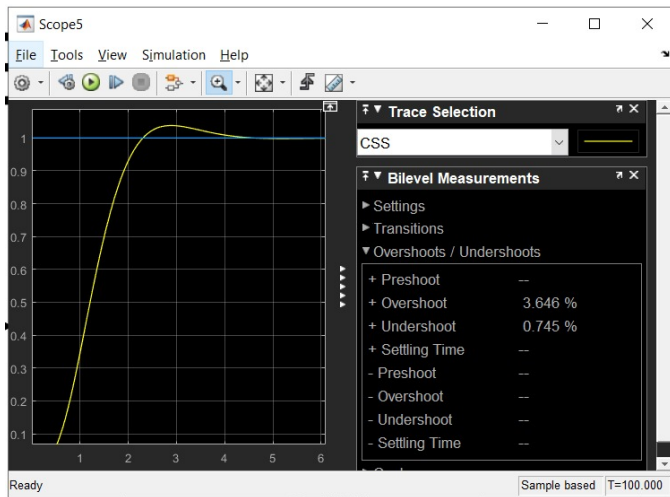 Scope5
File Tools View Simulation Help
Trace Selection
CSS
Bilevel Measurements
Settings
Transitions
Overshoots / Undershoots
+ Preshoot --
+ Overshoot 3.646 %
+ Undershoot 0.745 %
+ Settling Time --
- Preshoot --
- Overshoot --
- Undershoot --
- Settling Time --
1
0.9
0.8
0.7
0.6
0.5
0.4
0.3
0.2
0.1
1 2 3 4 5 6
Ready Sample based T=100.000